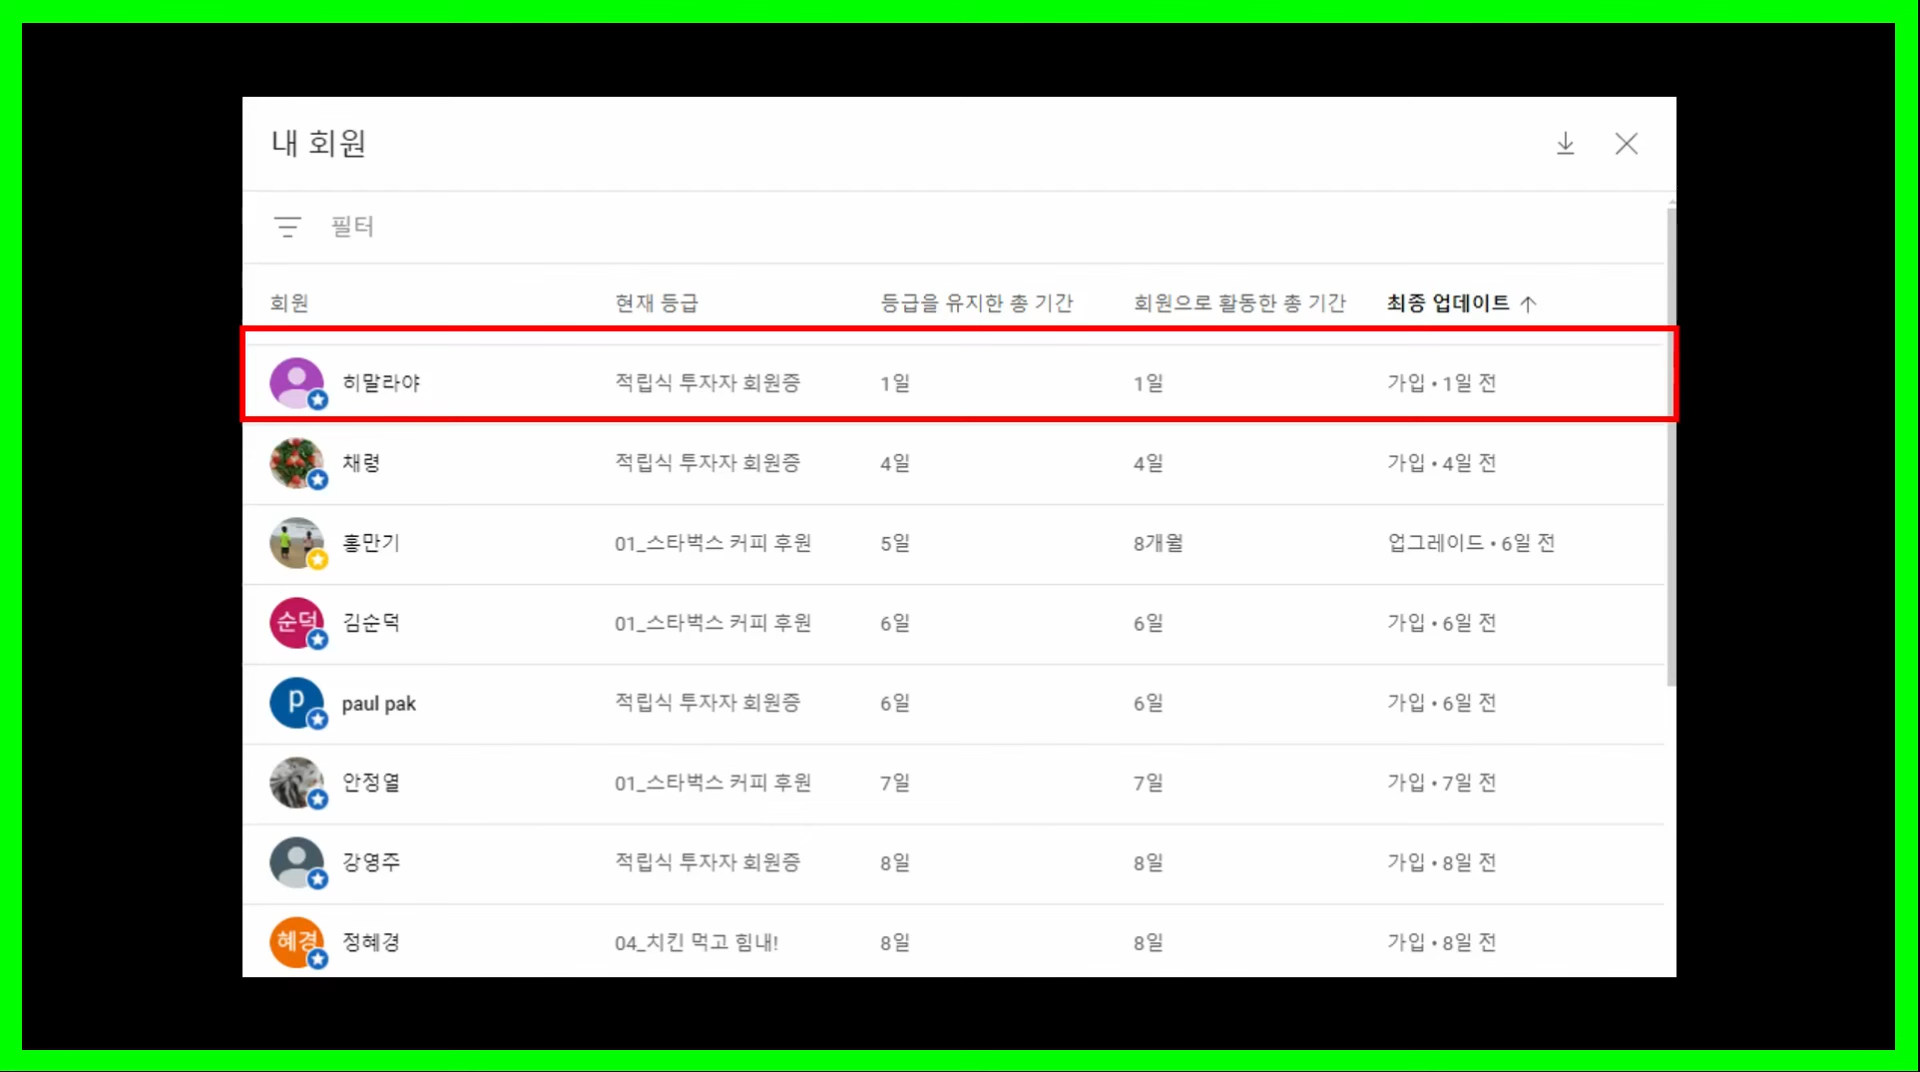 내 회원
필터
회원 현재 등급 등급을 유지한 총 기간 회원으로 활동한 총 기간 최종 업데이트 ↑
히말라야 적립식 투자자 회원증 1일 1일 가입 • 1일 전
채령 적립식 투자자 회원증 4일 4일 가입 • 4일 전
홍만기 01_스타벅스 커피 후원 5일 8개월 업그레이드 • 6일 전
순덕 김순덕 01_스타벅스 커피 후원 6일 6일 가입 • 6일 전
p paul pak 적립식 투자자 회원증 6일 6일 가입 • 6일 전
안정열 01_스타벅스 커피 후원 7일 7일 가입 • 7일 전
강영주 적립식 투자자 회원증 8일 8일 가입 • 8일 전
혜경 정혜경 04_치킨 먹고 힘내! 8일 8일 가입 • 8일 전